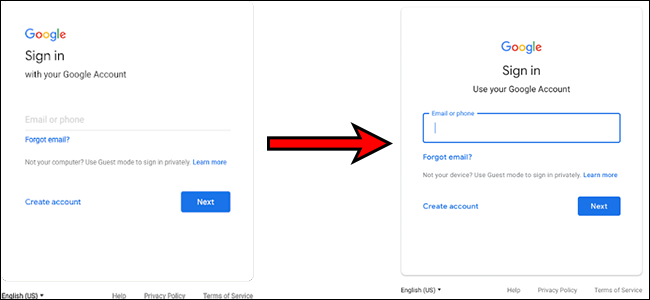 Google
Sign in
with your Google Account
Email or phone
Forgot email?
Not your computer? Use Guest mode to sign in privately. Learn more
Create account Next
English (US) Help Privacy Policy Terms of Service
Google
Sign in
Use your Google Account
Email or phone
Forgot email?
Not your device? Use Guest mode to sign in privately. Learn more
Create account Next
English (US) Help Privacy Policy Terms of Service